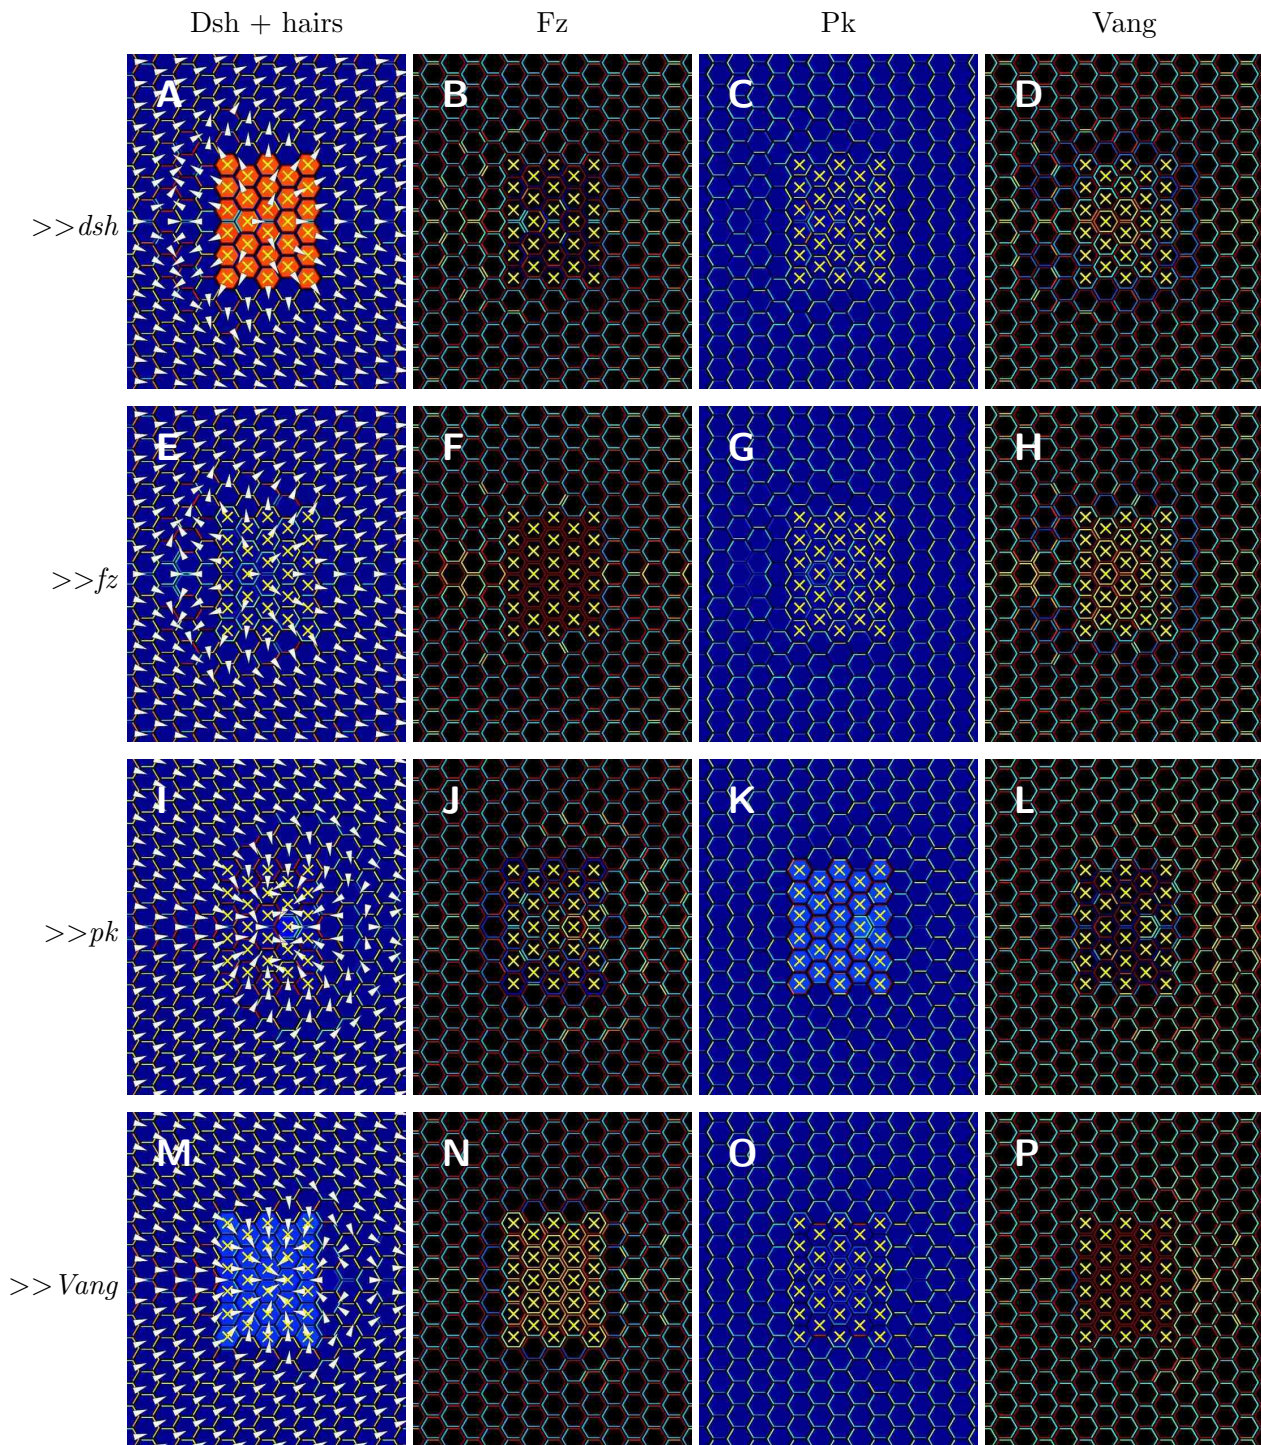 Dsh + hairs Fz Pk Vang
A B C D
>>dsh
E F G H
>>fz
I J K L
>>pk
M N O P
>>Vang